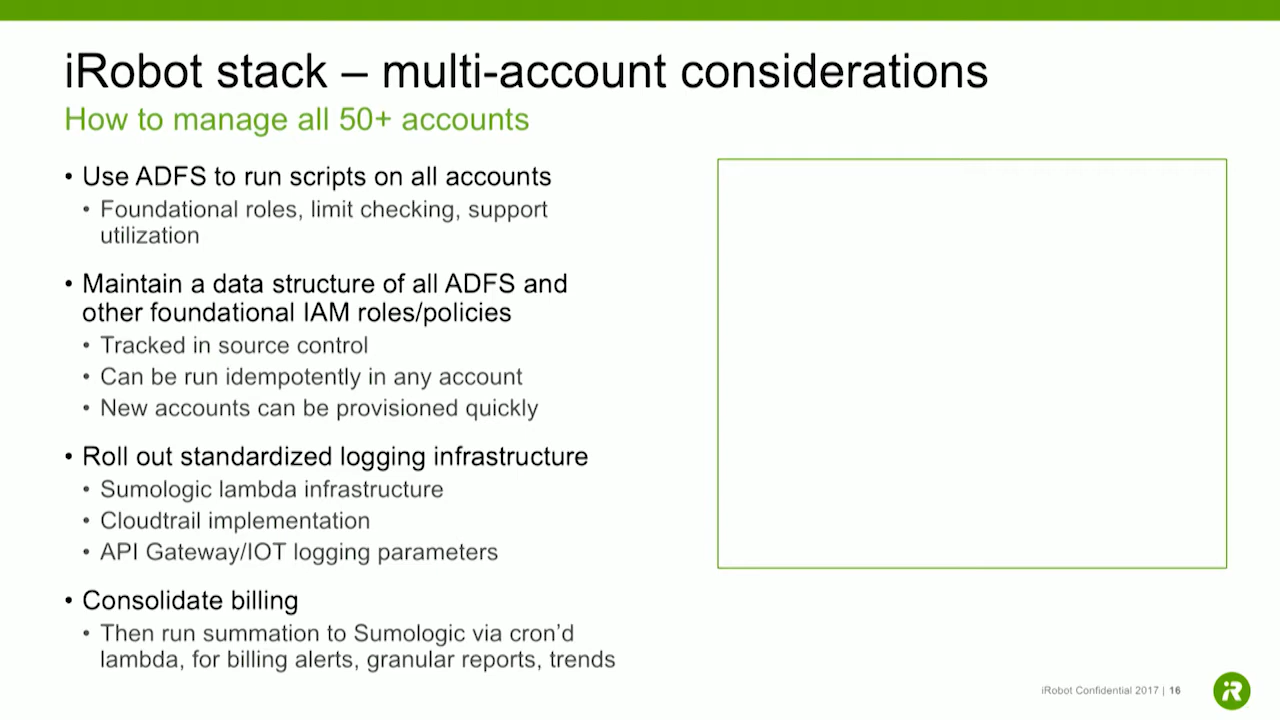 iRobot stack – multi-account considerations
How to manage all 50+ accounts
• Use ADFS to run scripts on all accounts
• Foundational roles, limit checking, support
utilization
• Maintain a data structure of all ADFS and
other foundational IAM roles/policies
• Tracked in source control
• Can be run idempotently in any account
• New accounts can be provisioned quickly
• Roll out standardized logging infrastructure
• Sumologic lambda infrastructure
• Cloudtrail implementation
• API Gateway/IOT logging parameters
• Consolidate billing
• Then run summation to Sumologic via cron’d
lambda, for billing alerts, granular reports, trends
iRobot Confidential 2017 | 16
iR